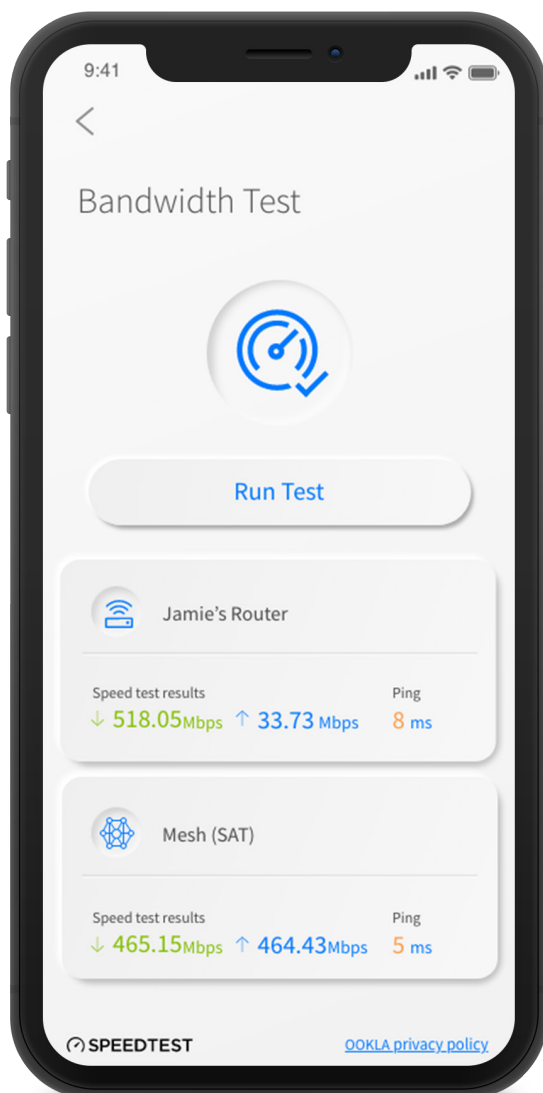 9:41
Bandwidth Test
Run Test
Jamie’s Router
Speed test results Ping
↓ 518.05Mbps ↑ 33.73 Mbps 8 ms
Mesh (SAT)
Speed test results Ping
↓ 465.15Mbps ↑ 464.43Mbps 5 ms
SPEEDTEST OOKLA privacy policy